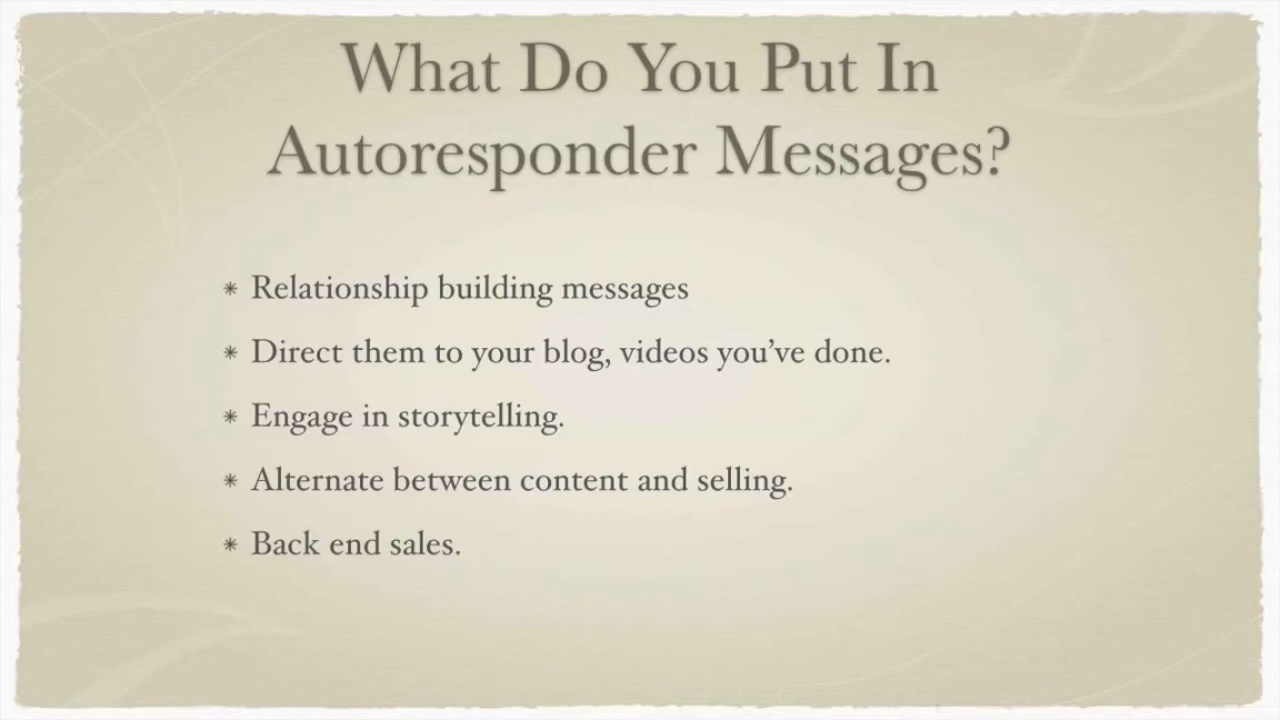 What Do You Put In
Autoresponder Messages?
* Relationship building messages
* Direct them to your blog, videos you’ve done.
* Engage in storytelling.
* Alternate between content and selling.
* Back end sales.